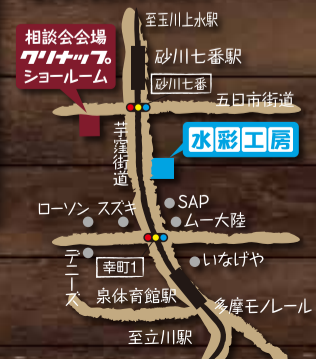 至玉川上水駅
相談会会場
クリナップ
ショールーム
砂川七番駅
砂川七番
五日市街道
芋窪街道
水彩工房
SAP
ローソン
スズキ
ムー大陸
デニーズ
幸町1
いなげや
泉体育館駅
多摩モノレール
至立川駅